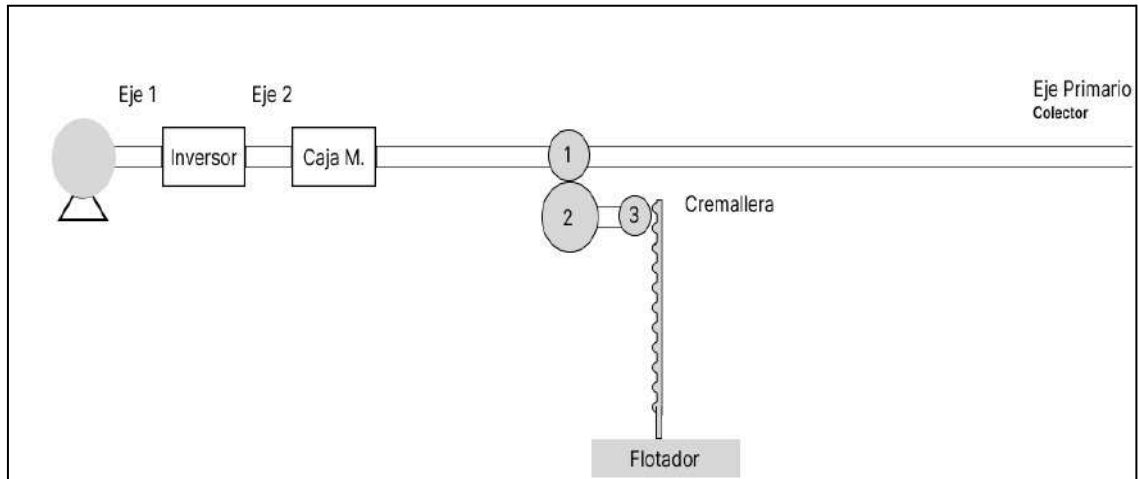 Eje 1
Eje 2
Eje Primario
Colector
Inversor
Caja M.
1
2
3
Cremallera
Flotador